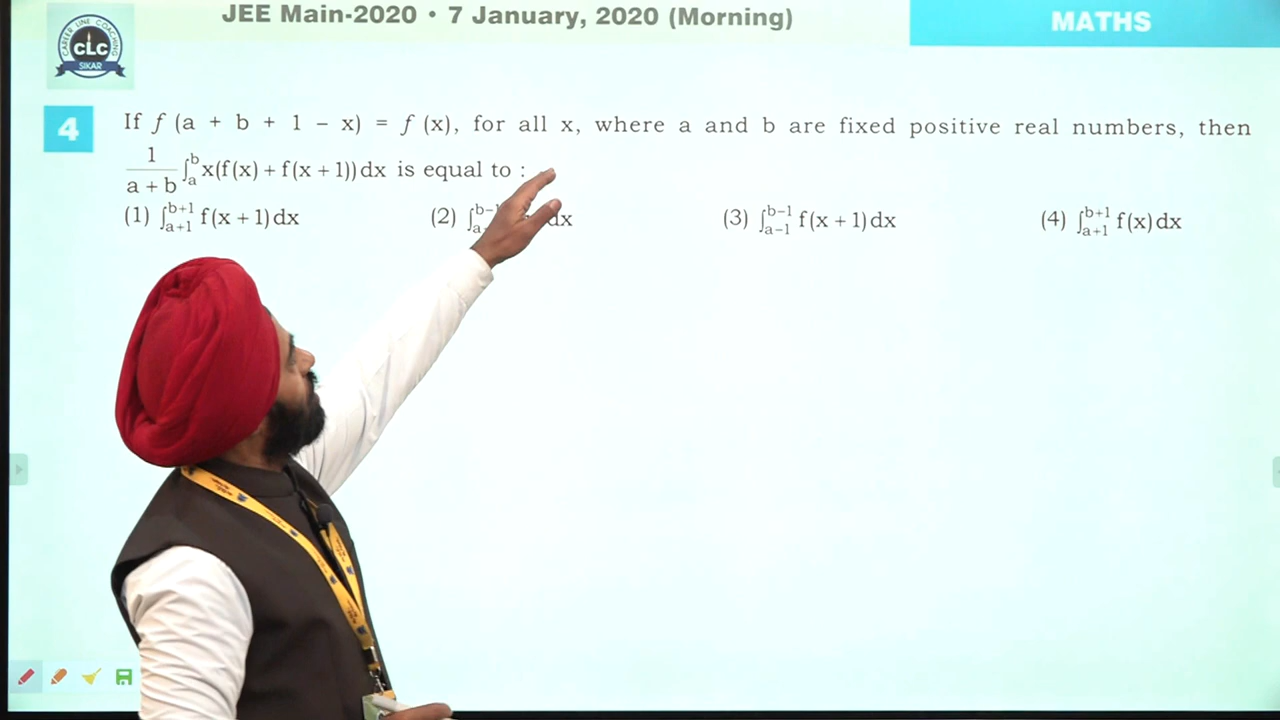 JEE Main-2020 • 7 January, 2020 (Morning)
MATHS
CAREER LINE COACHING
CLC
SIKAR
4
If f (a + b + 1 – x) = f (x), for all x, where a and b are fixed positive real numbers, then
1/(a + b) ∫_a^b x(f(x) + f(x + 1)) dx is equal to :
(1) ∫_{a+1}^{b+1} f(x + 1) dx
(2) ∫ dx
(3) ∫_{a−1}^{b−1} f(x + 1) dx
(4) ∫_{a+1}^{b+1} f(x) dx